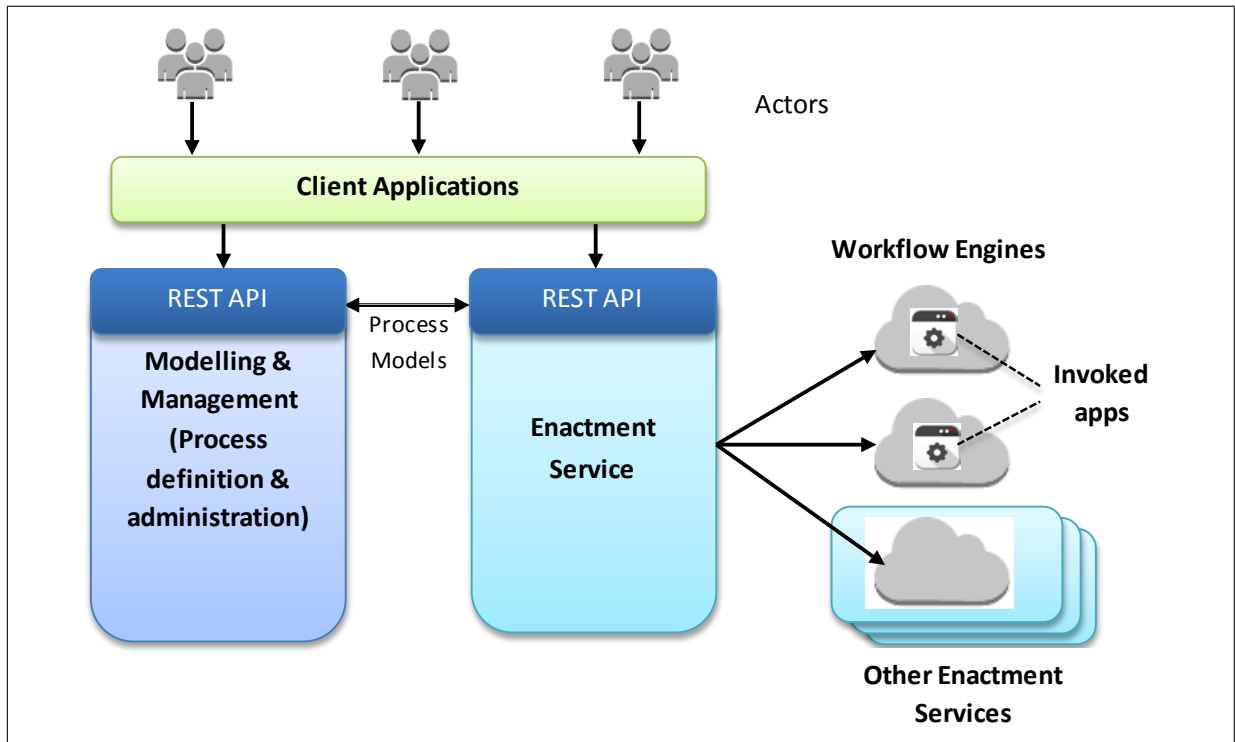 Actors
Client Applications
REST API
REST API
Process
Models
Modelling &
Management
(Process
definition &
administration)
Enactment
Service
Workflow Engines
Invoked
apps
Other Enactment
Services